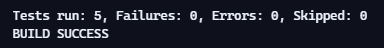 Tests run: 5, Failures: 0, Errors: 0, Skipped: 0
BUILD SUCCESS